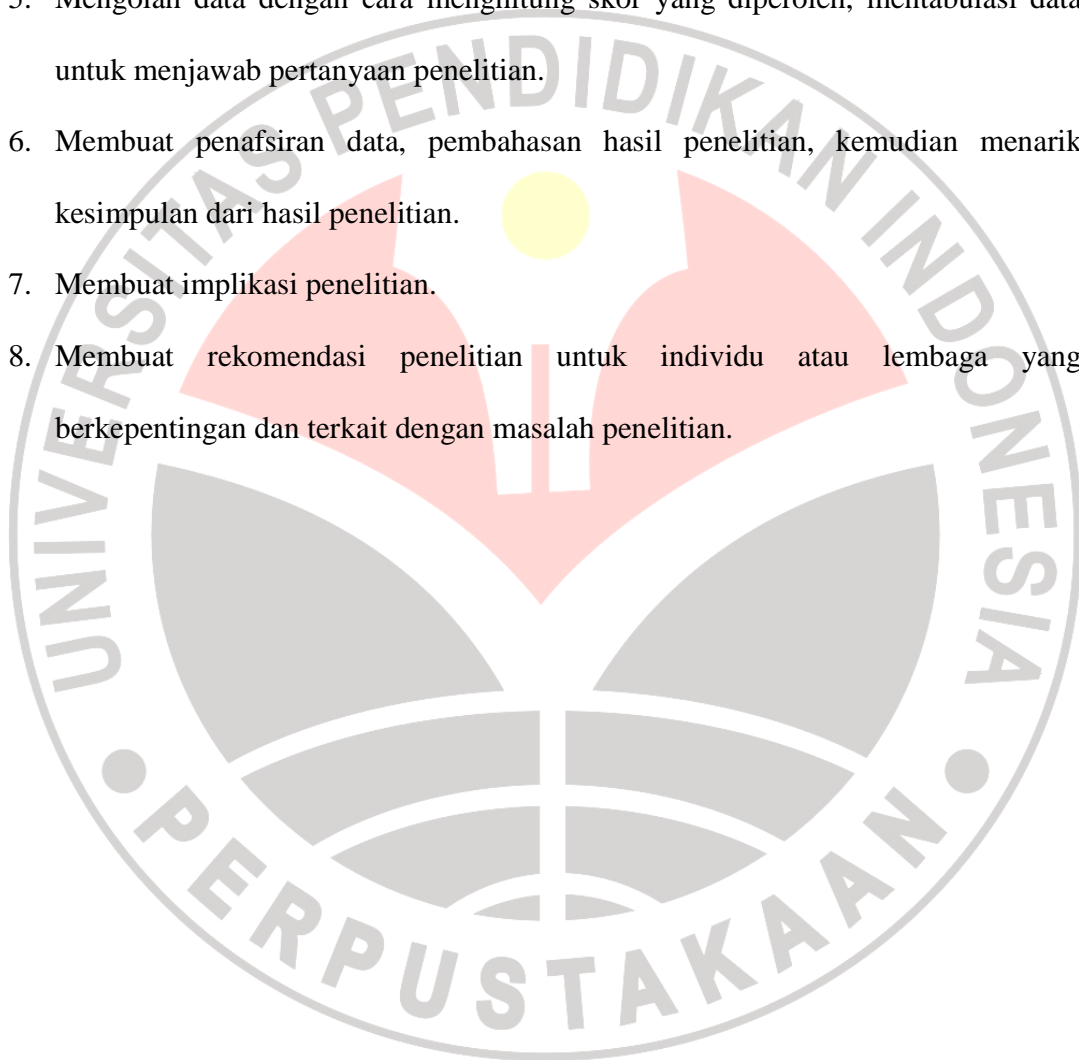 5. Mengolah data dengan cara menghitung skor yang diperoleh, mentabulasi data
untuk menjawab pertanyaan penelitian.
6. Membuat penafsiran data, pembahasan hasil penelitian, kemudian menarik
kesimpulan dari hasil penelitian.
7. Membuat implikasi penelitian.
8. Membuat rekomendasi penelitian untuk individu atau lembaga yang
berkepentingan dan terkait dengan masalah penelitian.
UNIVERSITAS PENDIDIKAN INDONESIA
PERPUSTAKAAN